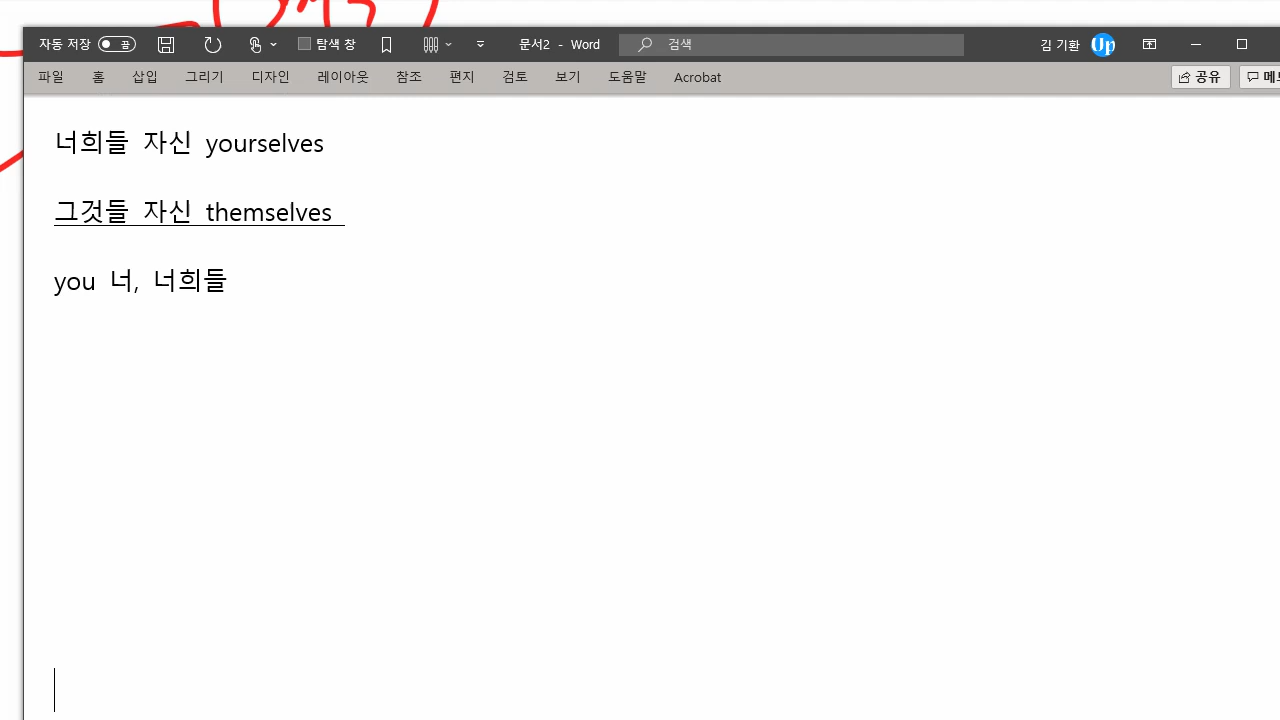 자동 저장 끔 탐색 창 문서2 - Word 검색 김 기환 Up
파일 홈 삽입 그리기 디자인 레이아웃 참조 편지 검토 보기 도움말 Acrobat 공유
너희들 자신 yourselves
그것들 자신 themselves
you 너, 너희들